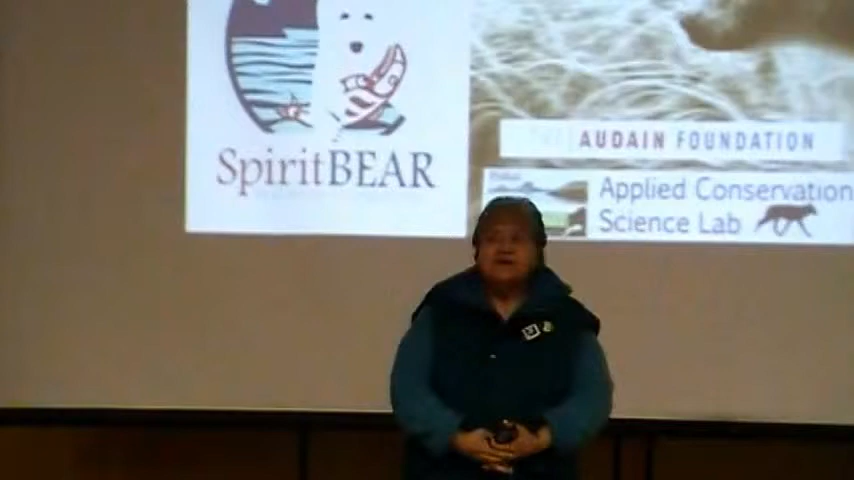 SpiritBEAR
AUDAIN FOUNDATION
Applied Conservation
Science Lab